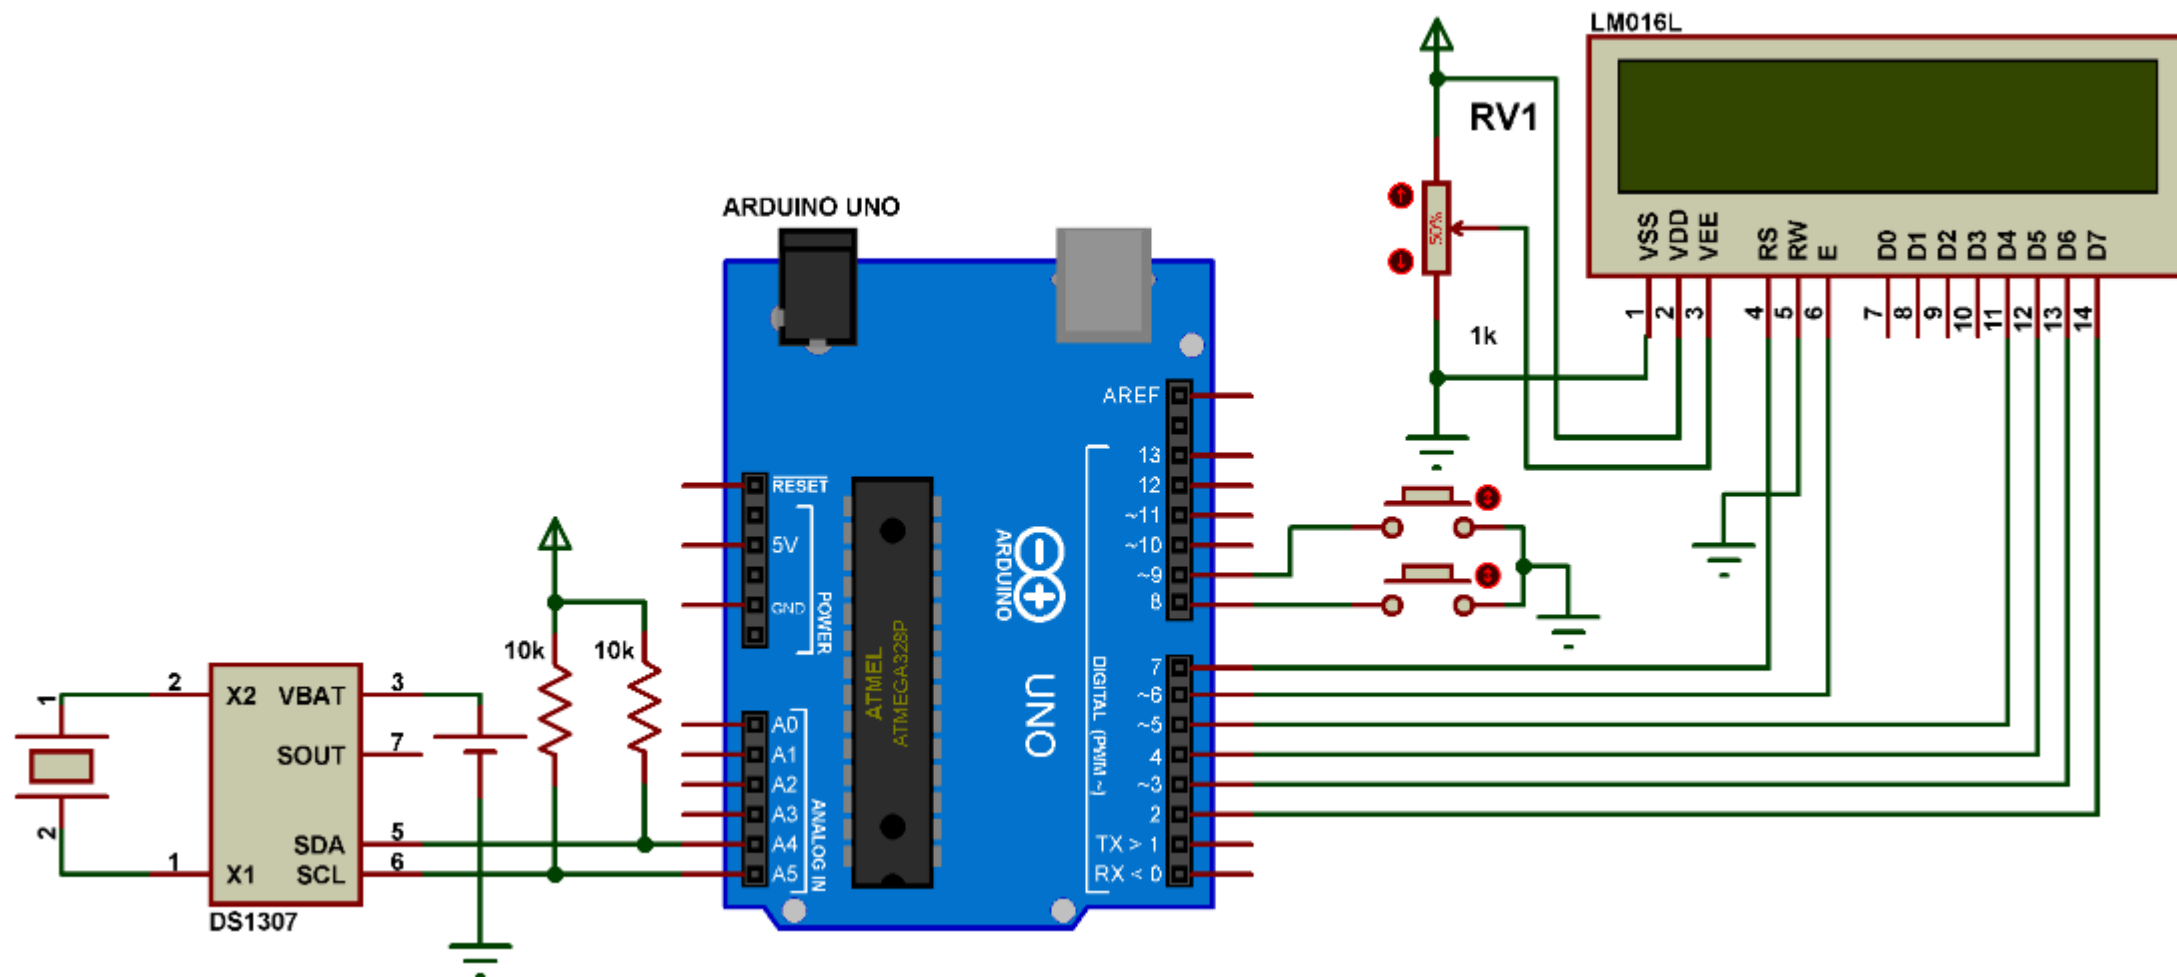 LM016L
RV1
50%
1k
VSS
VDD
VEE
RS
RW
E
D0
D1
D2
D3
D4
D5
D6
D7
1
2
3
4
5
6
7
8
9
10
11
12
13
14
ARDUINO UNO
RESET
5V
GND
POWER
A0
A1
A2
A3
A4
A5
ANALOG IN
ATMEL
ATMEGA328P
ARDUINO
UNO
AREF
13
12
~11
~10
~9
8
7
~6
~5
4
~3
2
TX > 1
RX < 0
DIGITAL (PWM ~)
10k
10k
1
2
2
X2
VBAT
3
SOUT
7
SDA
5
1
X1
SCL
6
DS1307